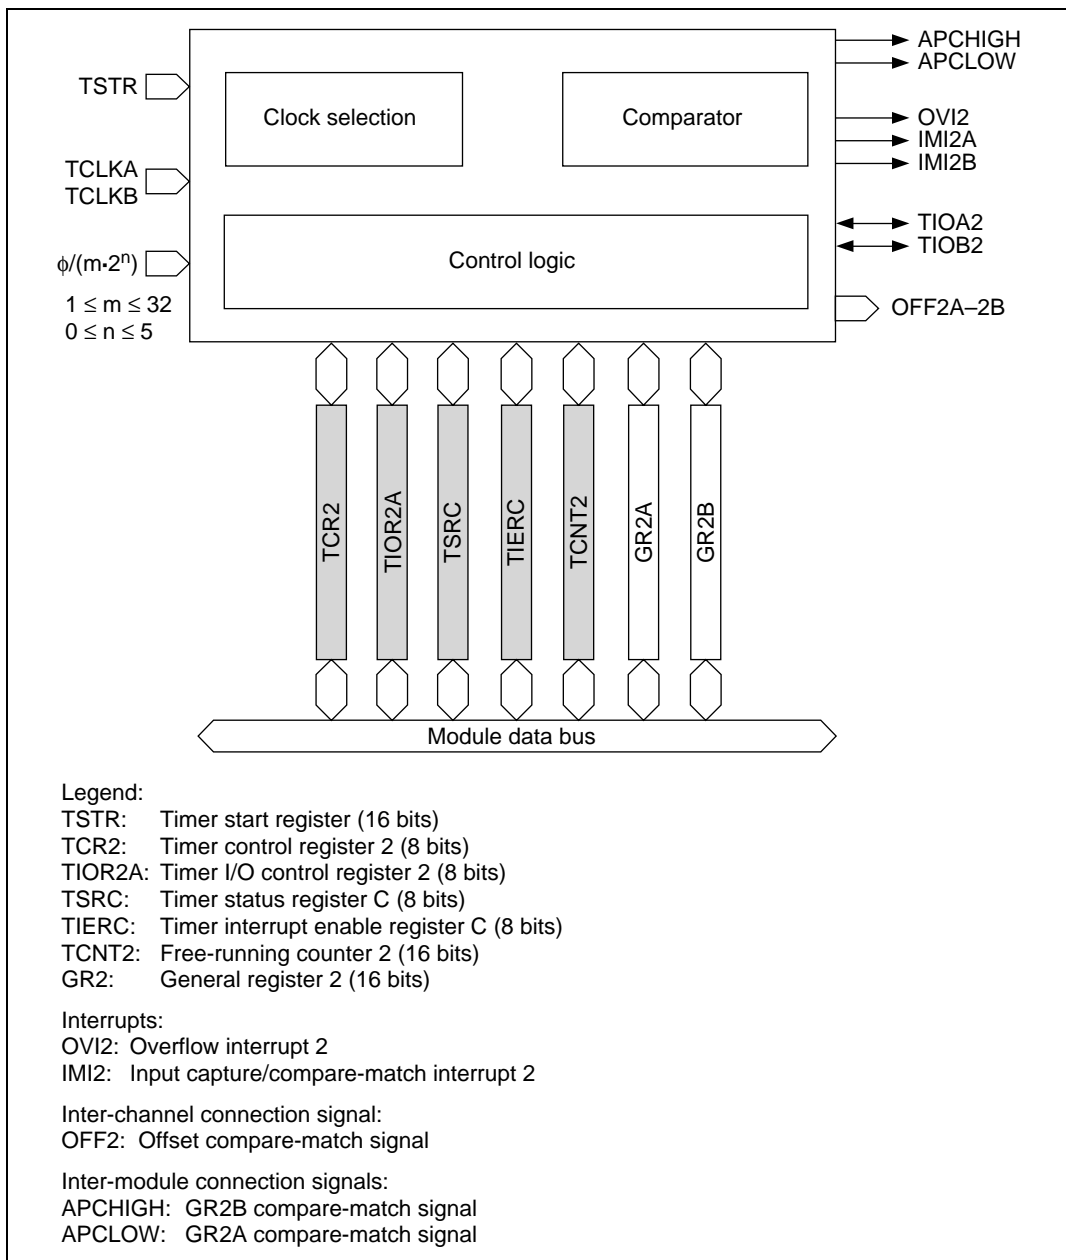 TSTR
TCLKA
TCLKB
ϕ/(m·2ⁿ)
1 ≤ m ≤ 32
0 ≤ n ≤ 5
Clock selection
Comparator
Control logic
APCHIGH
APCLOW
OVI2
IMI2A
IMI2B
TIOA2
TIOB2
OFF2A–2B
TCR2
TIOR2A
TSRC
TIERC
TCNT2
GR2A
GR2B
Module data bus
Legend:
TSTR: Timer start register (16 bits)
TCR2: Timer control register 2 (8 bits)
TIOR2A: Timer I/O control register 2 (8 bits)
TSRC: Timer status register C (8 bits)
TIERC: Timer interrupt enable register C (8 bits)
TCNT2: Free-running counter 2 (16 bits)
GR2: General register 2 (16 bits)
Interrupts:
OVI2: Overflow interrupt 2
IMI2: Input capture/compare-match interrupt 2
Inter-channel connection signal:
OFF2: Offset compare-match signal
Inter-module connection signals:
APCHIGH: GR2B compare-match signal
APCLOW: GR2A compare-match signal